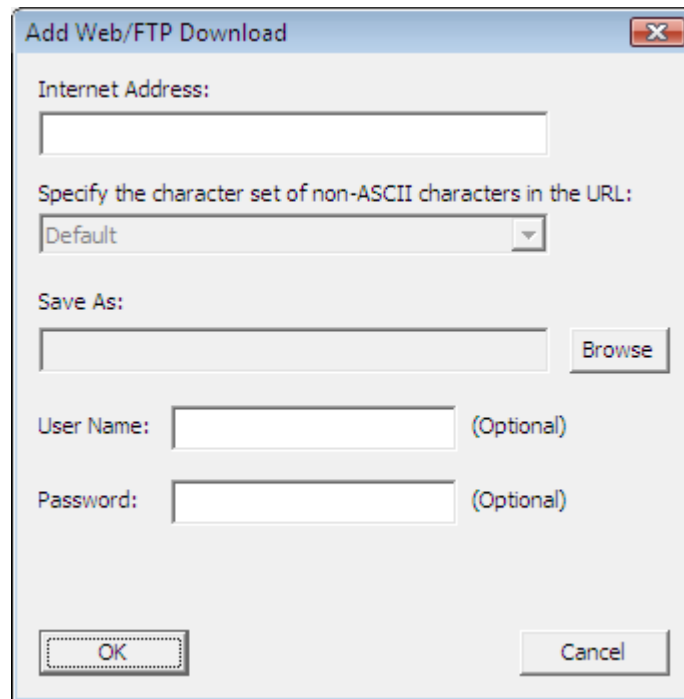 Add Web/FTP Download
Internet Address:
Specify the character set of non-ASCII characters in the URL:
Default
Save As:
Browse
User Name:
(Optional)
Password:
(Optional)
OK
Cancel